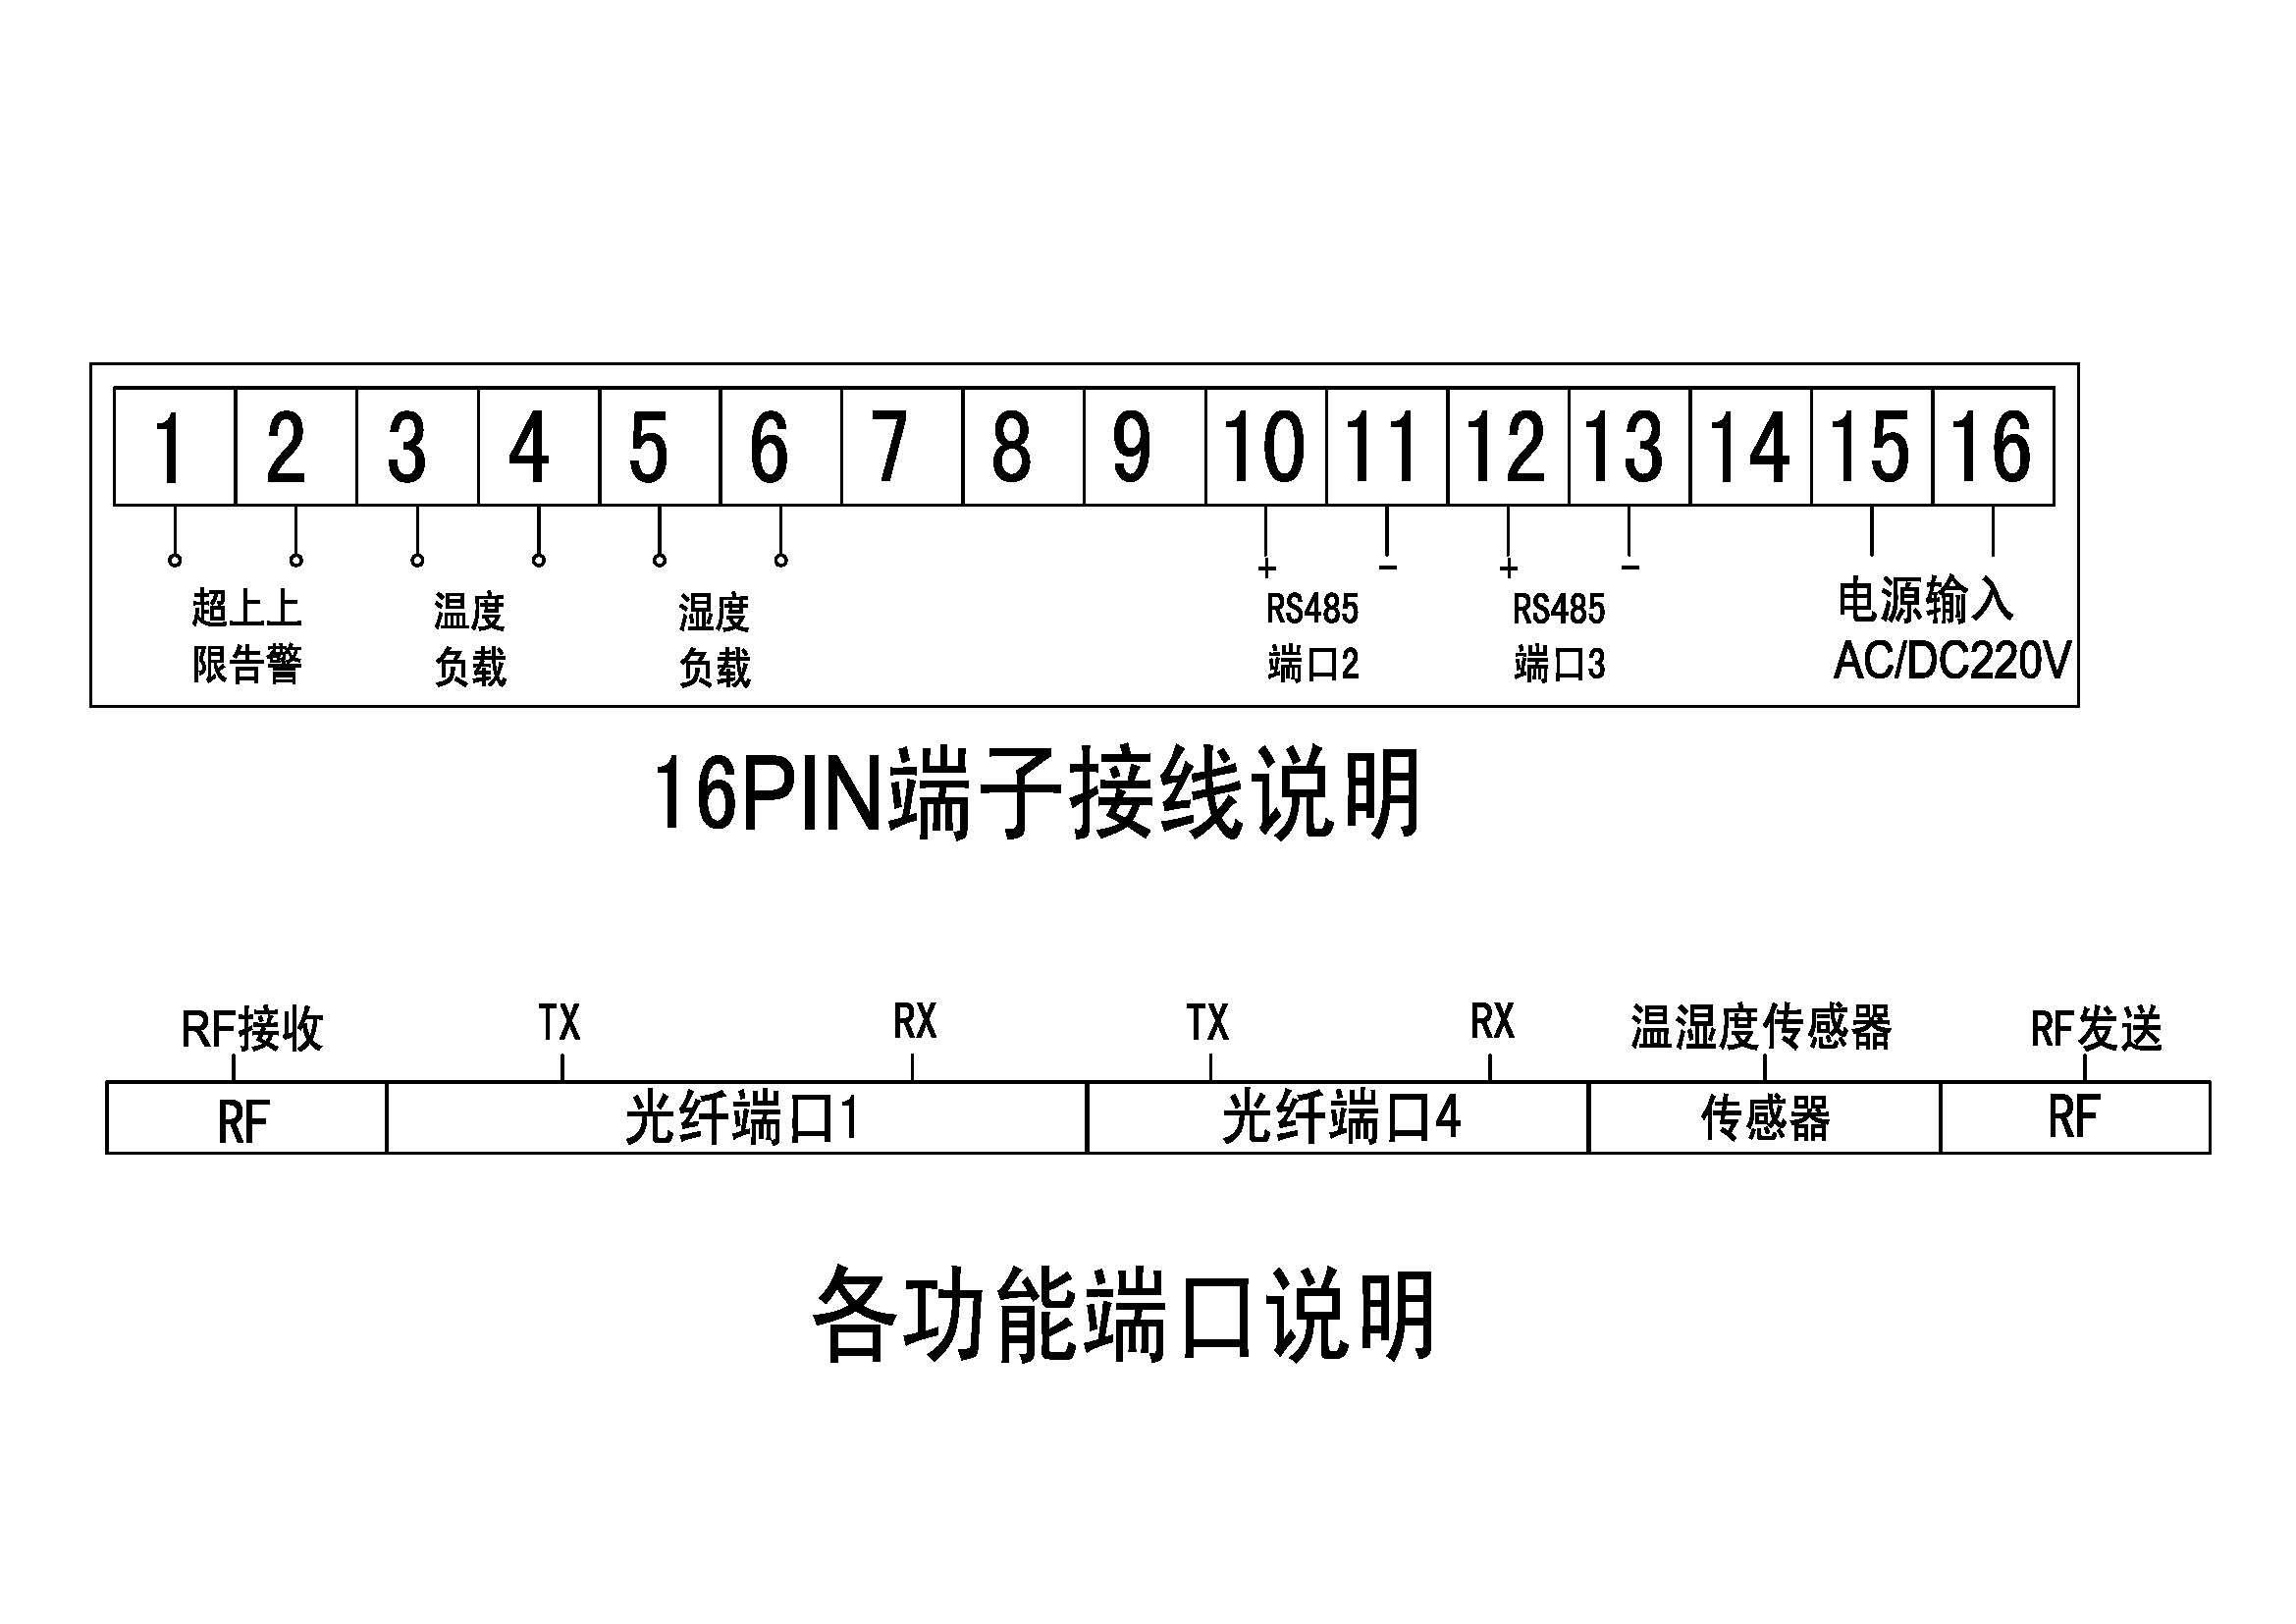 1 2 3 4 5 6 7 8 9 10 11 12 13 14 15 16
+ - + -
超上上
限告警
温度
负载
湿度
负载
RS485
端口2
RS485
端口3
电源输入
AC/DC220V
16PIN端子接线说明
RF接收 TX RX TX RX 温湿度传感器 RF发送
RF 光纤端口1 光纤端口4 传感器 RF
各功能端口说明